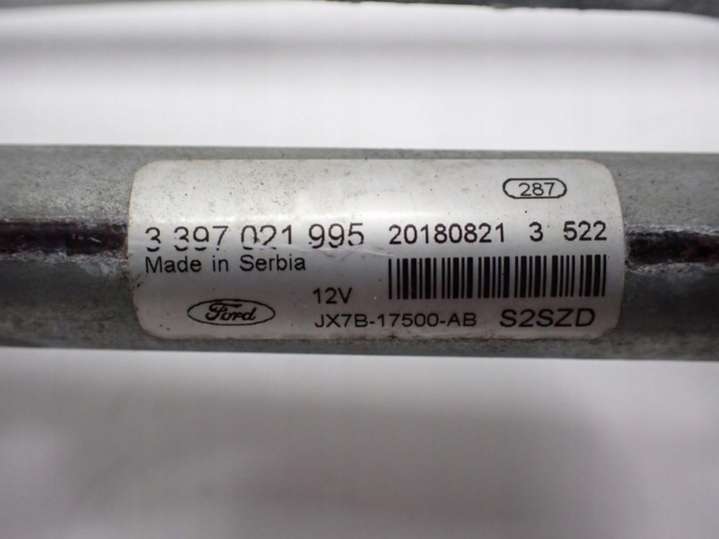 287
3 397 021 995 20180821 3 522
Made in Serbia
12V
Ford JX7B-17500-AB S2SZD